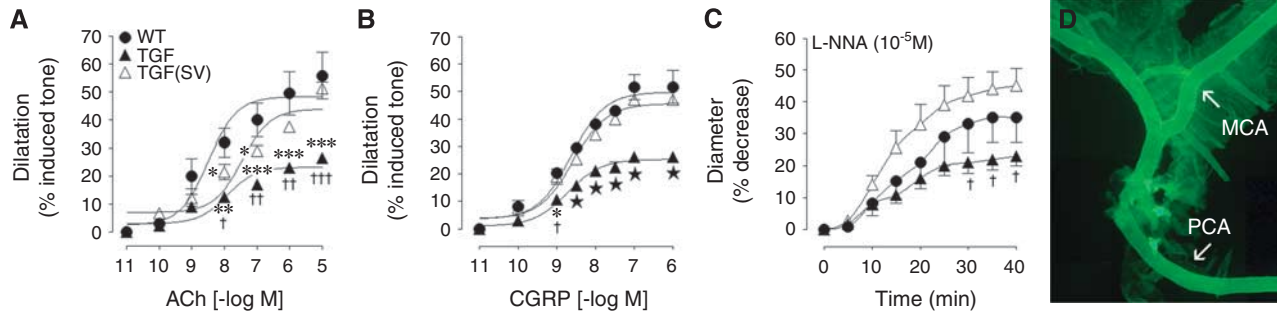 A
WT
TGF
TGF(SV)
Dilatation
(% induced tone)
70
60
50
40
30
20
10
0
*
*
**
***
***
***
†
††
††
†††
11 10 9 8 7 6 5
ACh [-log M]
B
Dilatation
(% induced tone)
70
60
50
40
30
20
10
0
*
†
★ ★ ★ ★ ★
11 10 9 8 7 6
CGRP [-log M]
C
L-NNA (10-5M)
Diameter
(% decrease)
60
50
40
30
20
10
0
† † †
0 10 20 30 40
Time (min)
D
MCA
PCA